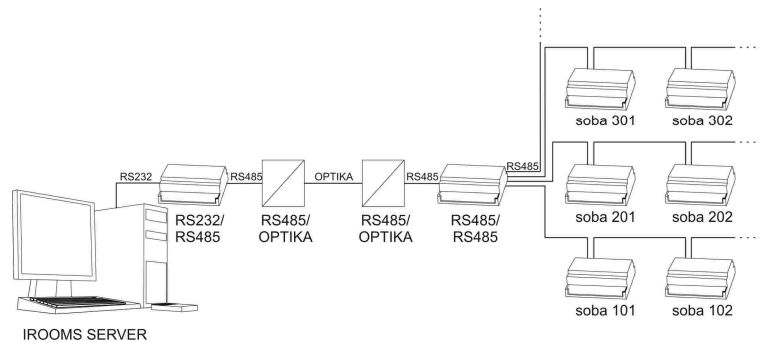 soba 301
soba 302
RS232
RS485
OPTIKA
RS485
RS485
RS232/
RS485
RS485/
OPTIKA
RS485/
OPTIKA
RS485/
RS485
soba 201
soba 202
soba 101
soba 102
IROOMS SERVER